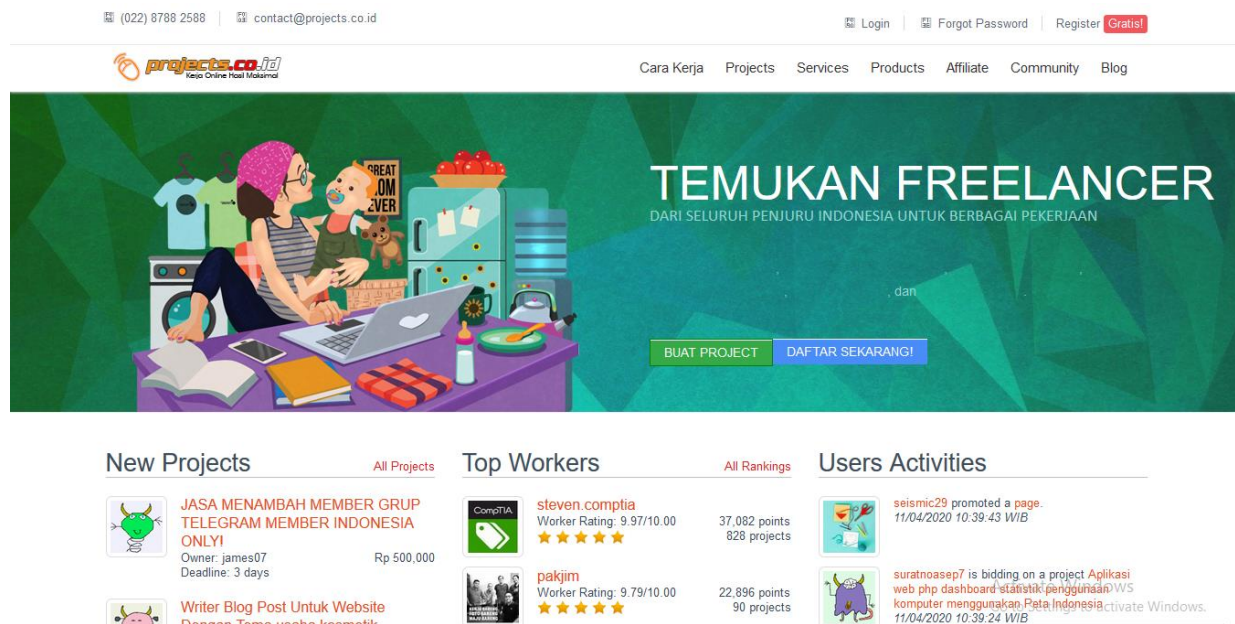 (022) 8788 2588
contact@projects.co.id
Login
Forgot Password
Register Gratis!
projects.co.id
Kerja Online Hasil Maksimal
Cara Kerja
Projects
Services
Products
Affiliate
Community
Blog
GREAT
EVER
TEMUKAN FREELANCER
DARI SELURUH PENJURU INDONESIA UNTUK BERBAGAI PEKERJAAN
, dan
BUAT PROJECT
DAFTAR SEKARANG!
New Projects
All Projects
JASA MENAMBAH MEMBER GRUP
TELEGRAM MEMBER INDONESIA
ONLY!
Owner: james07
Rp 500,000
Deadline: 3 days
Writer Blog Post Untuk Website
Top Workers
All Rankings
CompTIA
steven.comptia
Worker Rating: 9.97/10.00
37,082 points
828 projects
pakjim
Worker Rating: 9.79/10.00
22,896 points
90 projects
Users Activities
seismic29 promoted a page.
11/04/2020 10:39:43 WIB
suratnoasep7 is bidding on a project Aplikasi
web php dashboard statistik penggunaan
komputer menggunakan Peta Indonesia
11/04/2020 10:39:24 WIB
Activate Windows
Go to Settings to activate Windows.